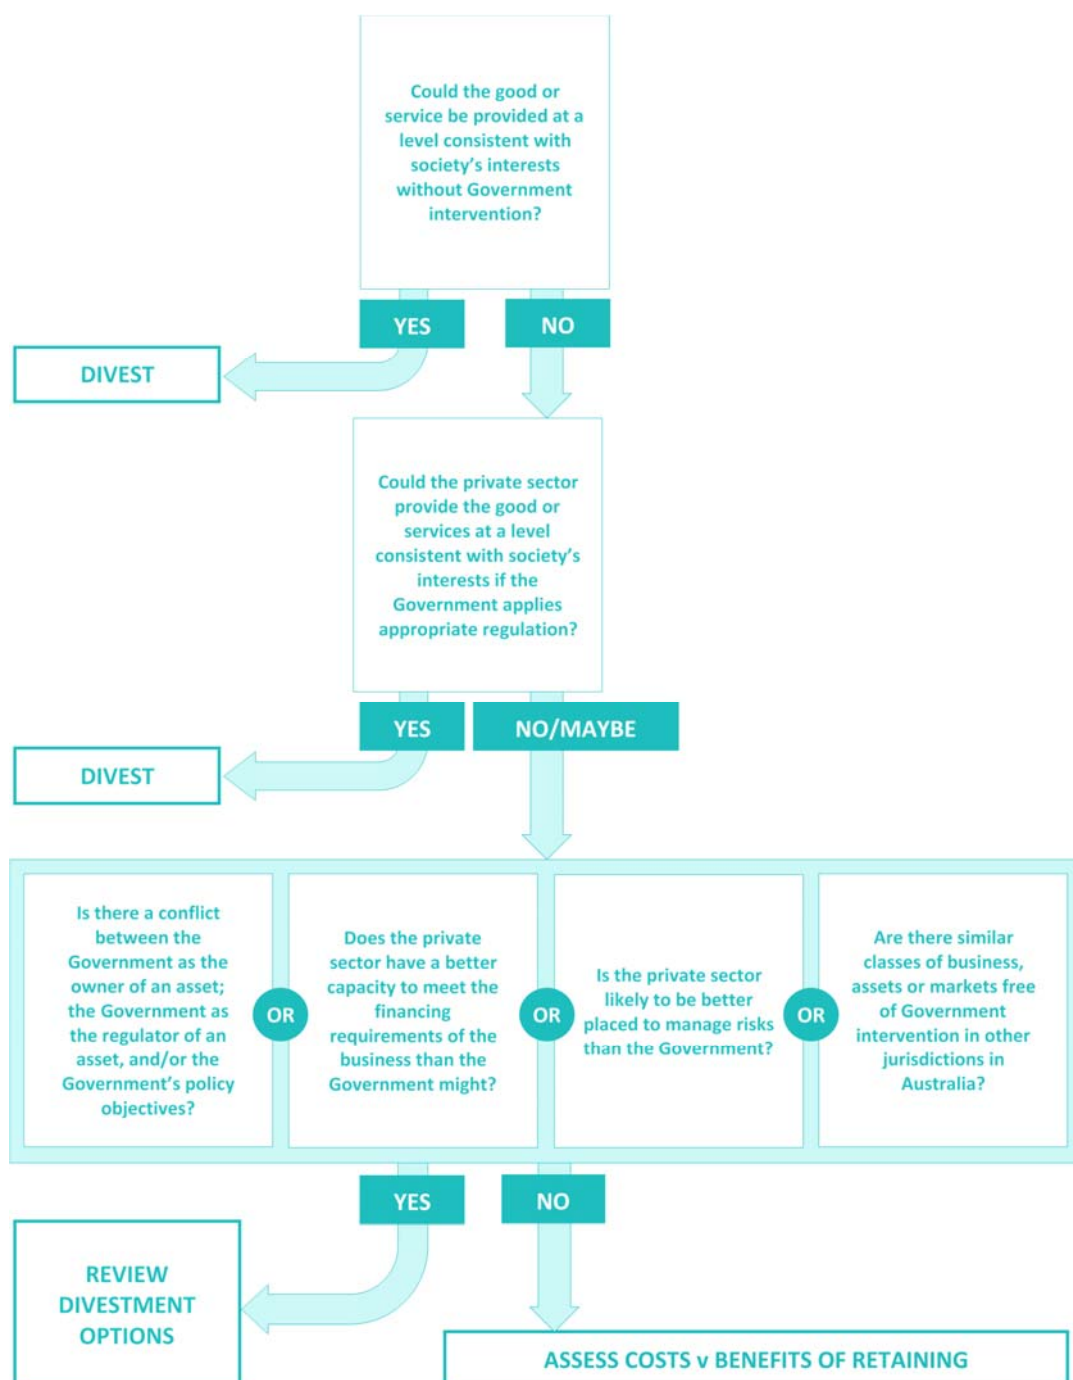 Could the good or
service be provided at a
level consistent with
society’s interests
without Government
intervention?
YES
NO
DIVEST
Could the private sector
provide the good or
services at a level
consistent with society’s
interests if the
Government applies
appropriate regulation?
YES
NO/MAYBE
DIVEST
Is there a conflict
between the
Government as the
owner of an asset;
the Government as
the regulator of an
asset, and/or the
Government’s policy
objectives?
OR
Does the private
sector have a better
capacity to meet the
financing
requirements of the
business than the
Government might?
OR
Is the private sector
likely to be better
placed to manage risks
than the Government?
OR
Are there similar
classes of business,
assets or markets free
of Government
intervention in other
jurisdictions in
Australia?
YES
NO
REVIEW
DIVESTMENT
OPTIONS
ASSESS COSTS v BENEFITS OF RETAINING